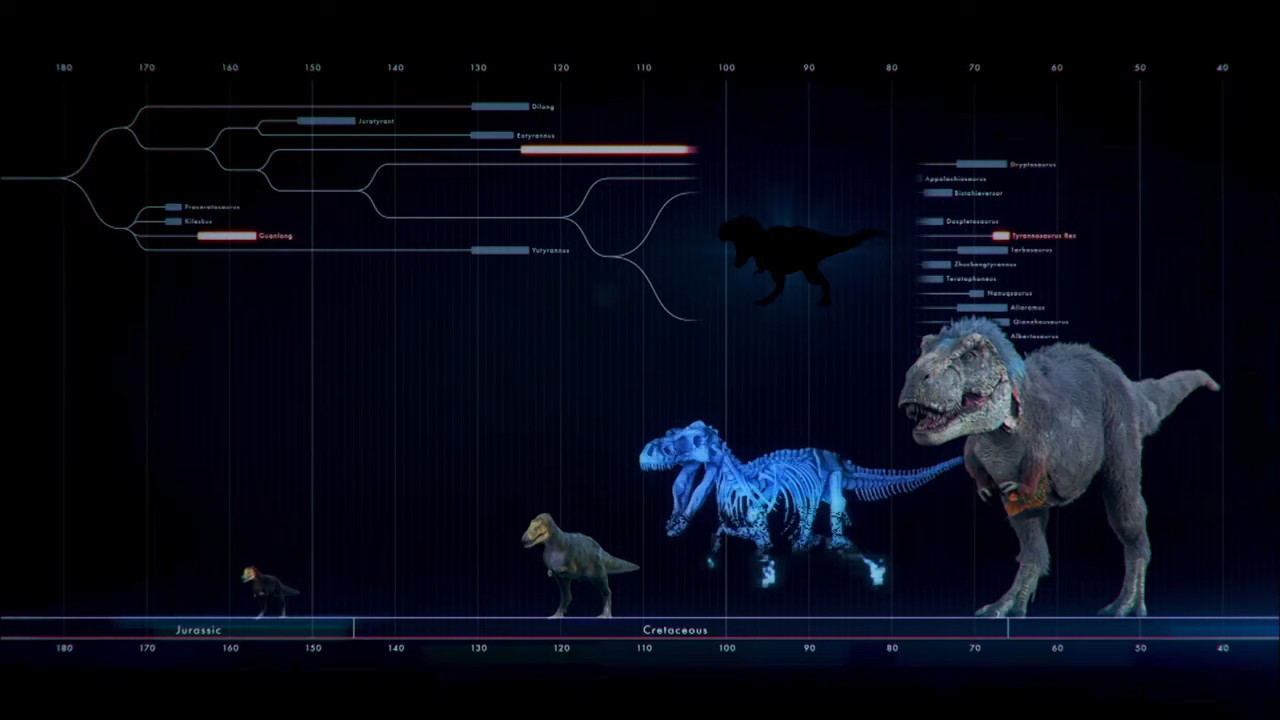 180 170 160 150 140 130 120 110 100 90 80 70 60 50 40
Dilong
Juratyrant
Eotyrannus
Dryptosaurus
Appalachiosaurus
Bistahieversor
Proceratosaurus
Kileskus
Daspletosaurus
Guanlong
Tyrannosaurus Rex
Yutyrannus
Tarbosaurus
Zhuchengtyrannus
Teratophoneus
Nanuqsaurus
Alioramus
Qianzhousaurus
Albertosaurus
Jurassic
Cretaceous
180 170 160 150 140 130 120 110 100 90 80 70 60 50 40